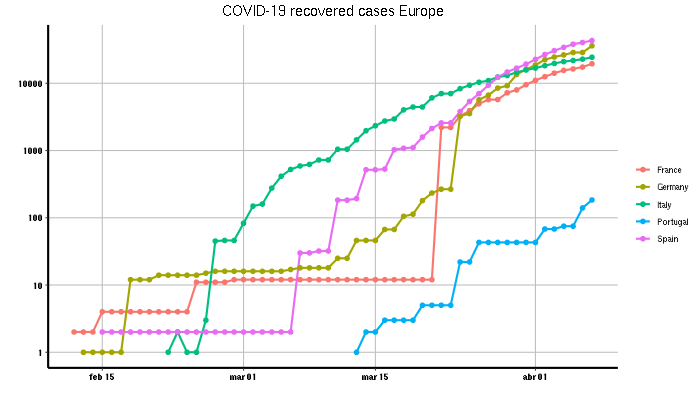 COVID-19 recovered cases Europe
10000
1000
100
10
1
feb 15
mar 01
mar 15
abr 01
France
Germany
Italy
Portugal
Spain